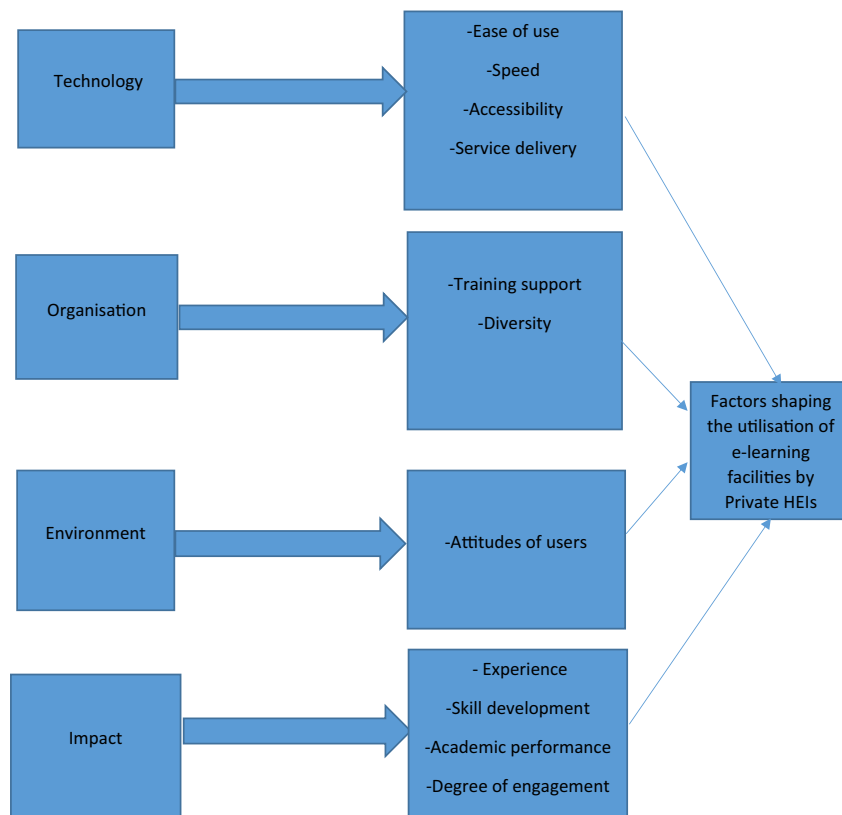 Technology
-Ease of use
-Speed
-Accessibility
-Service delivery
Organisation
-Training support
-Diversity
Factors shaping
the utilisation of
e-learning
facilities by
Private HEIs
Environment
-Attitudes of users
Impact
- Experience
-Skill development
-Academic performance
-Degree of engagement